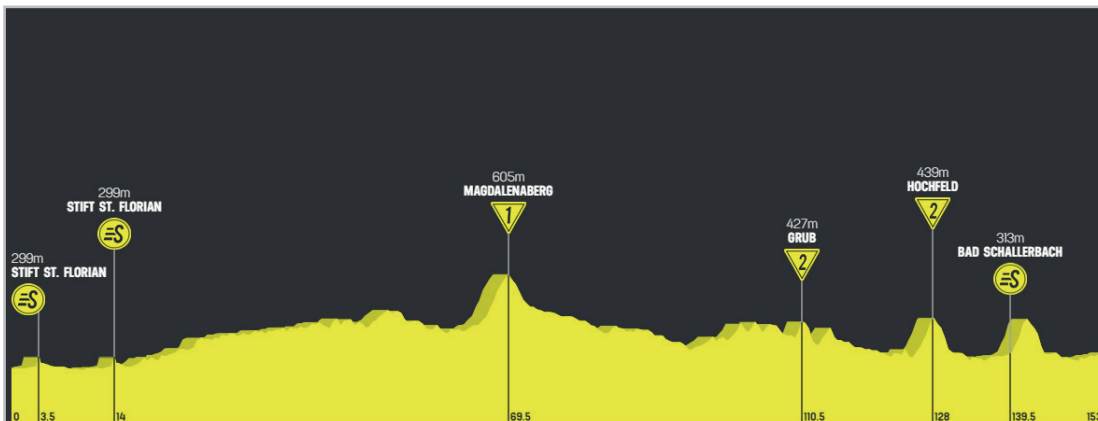 299m
STIFT ST. FLORIAN
S
299m
STIFT ST. FLORIAN
S
605m
MAGDALENABERG
1
427m
GRUB
2
439m
HOCHFELD
2
313m
BAD SCHALLERBACH
S
0
3.5
14
69.5
110.5
128
139.5
153